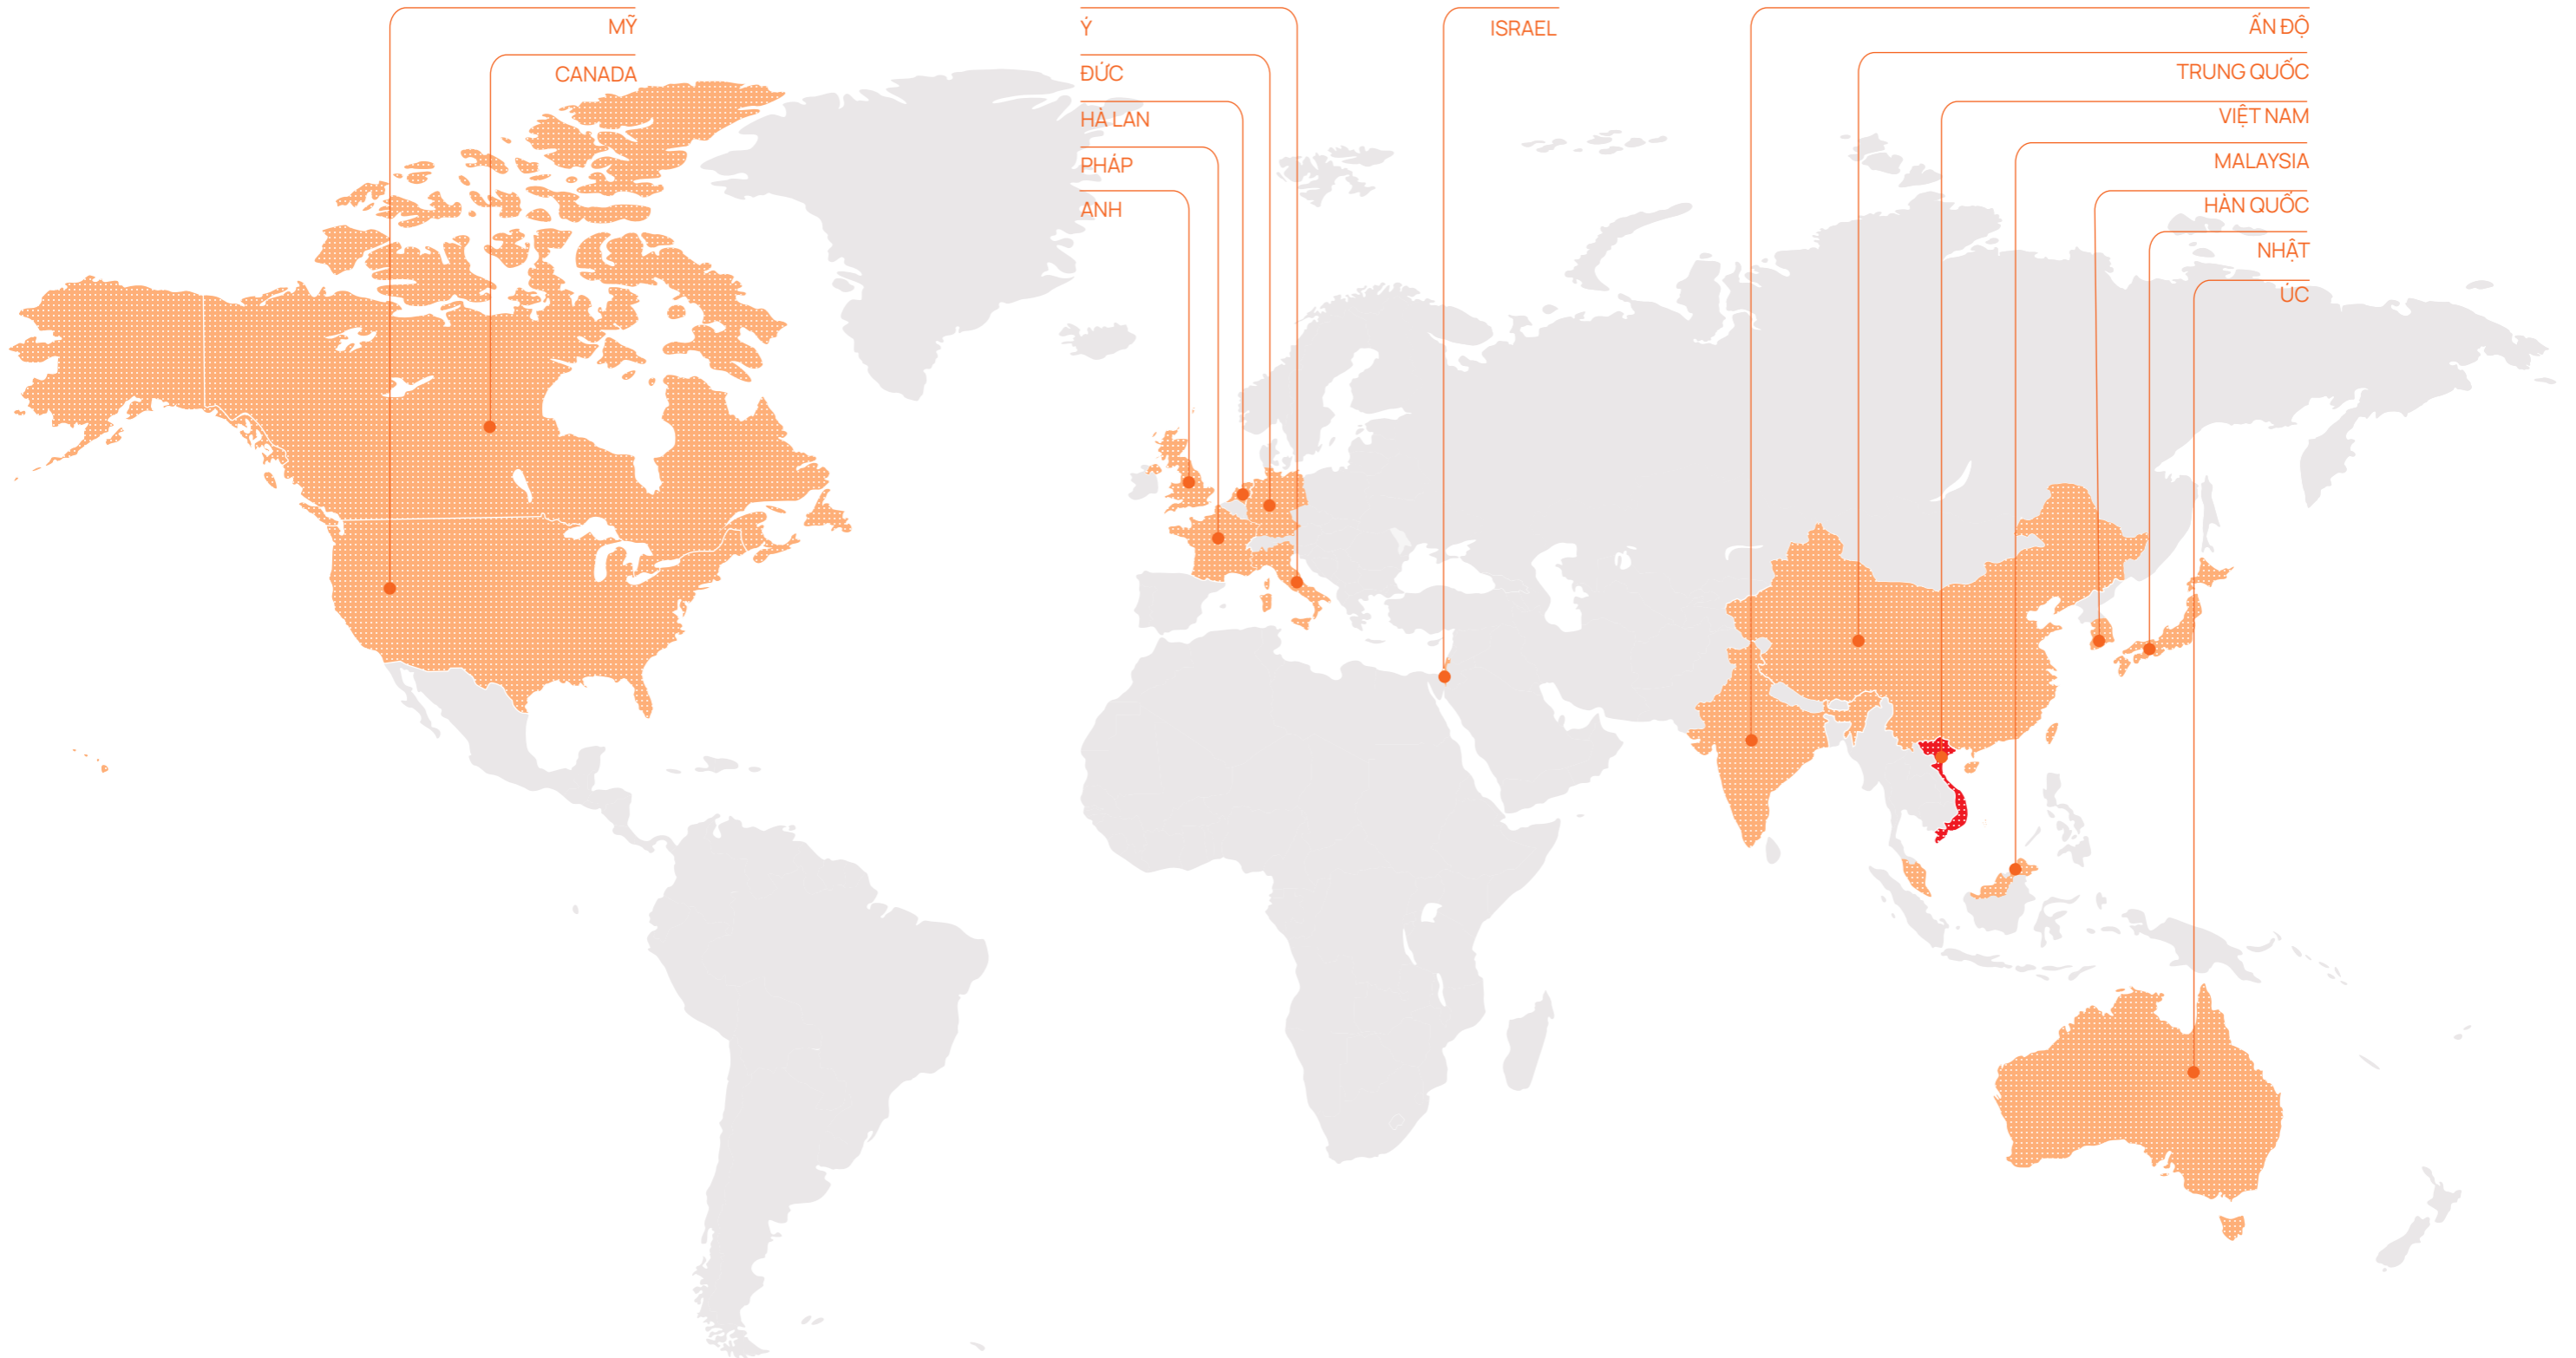 MỸ
CANADA
Ý
ĐỨC
HÀ LAN
PHÁP
ANH
ISRAEL
ẤN ĐỘ
TRUNG QUỐC
VIỆT NAM
MALAYSIA
HÀN QUỐC
NHẬT
ÚC